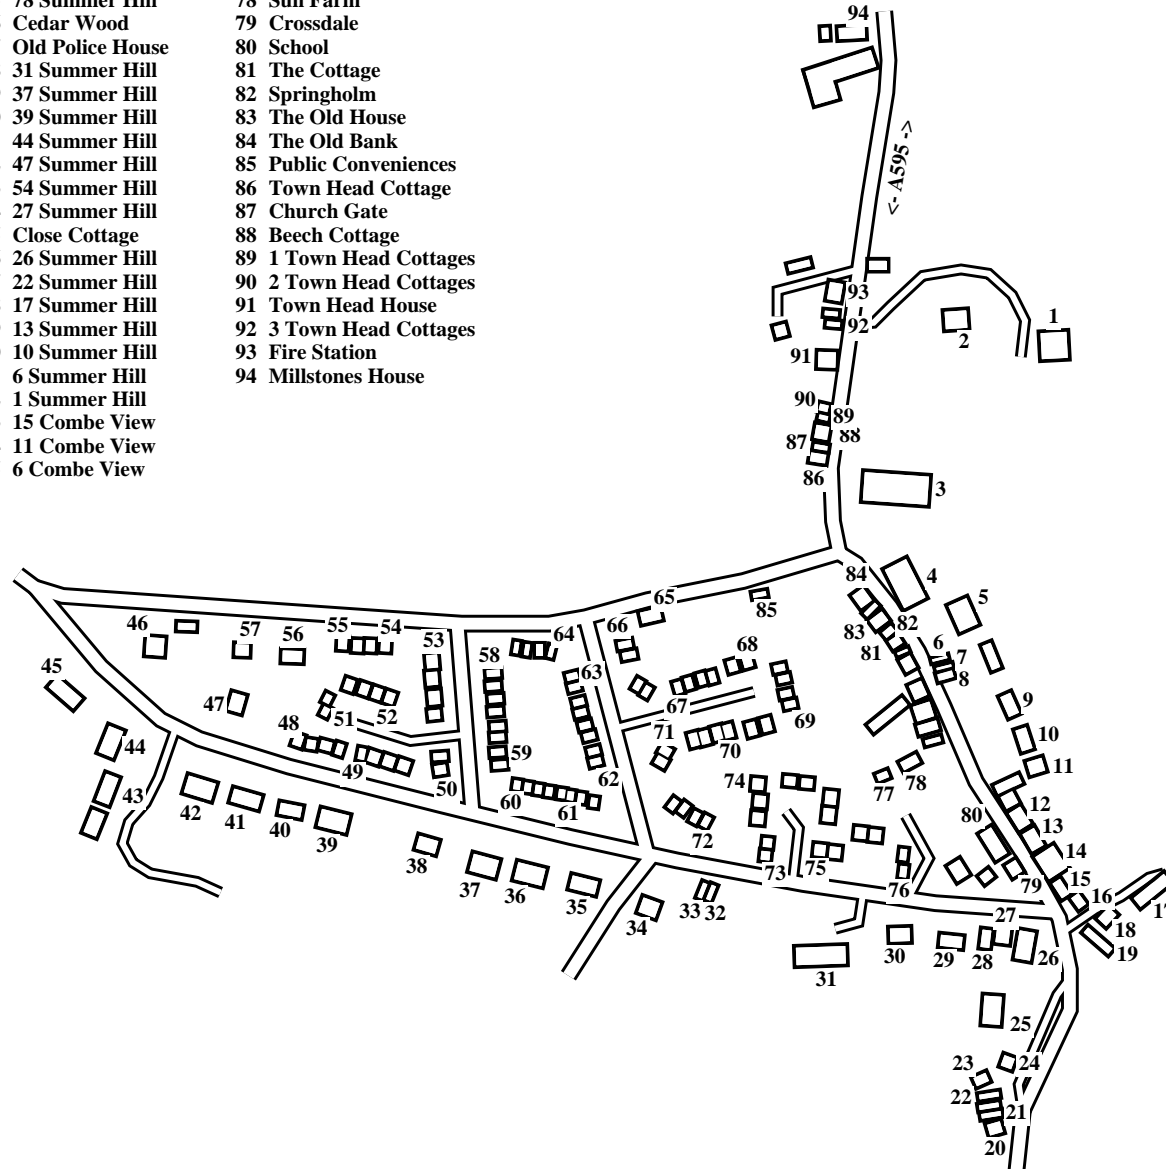 78 Summer Hill
Cedar Wood
Old Police House
31 Summer Hill
37 Summer Hill
39 Summer Hill
44 Summer Hill
47 Summer Hill
54 Summer Hill
27 Summer Hill
Close Cottage
26 Summer Hill
22 Summer Hill
17 Summer Hill
13 Summer Hill
10 Summer Hill
6 Summer Hill
1 Summer Hill
15 Combe View
11 Combe View
6 Combe View
78 Sun Farm
79 Crossdale
80 School
81 The Cottage
82 Springholm
83 The Old House
84 The Old Bank
85 Public Conveniences
86 Town Head Cottage
87 Church Gate
88 Beech Cottage
89 1 Town Head Cottages
90 2 Town Head Cottages
91 Town Head House
92 3 Town Head Cottages
93 Fire Station
94 Millstones House
94
<- A595 ->
93
92
1
2
91
90
89
88
87
86
3
84
4
85
5
65
66
64
46
57
56
55
54
53
58
63
68
83
82
81
6
7
8
45
47
51
52
67
69
9
48
71
70
10
44
49
59
62
11
50
74
78
77
43
42
41
40
39
60
61
72
80
12
13
38
37
36
35
73
75
76
79
14
15
16
17
34
33
32
27
18
31
30
29
28
26
19
25
24
23
22
21
20